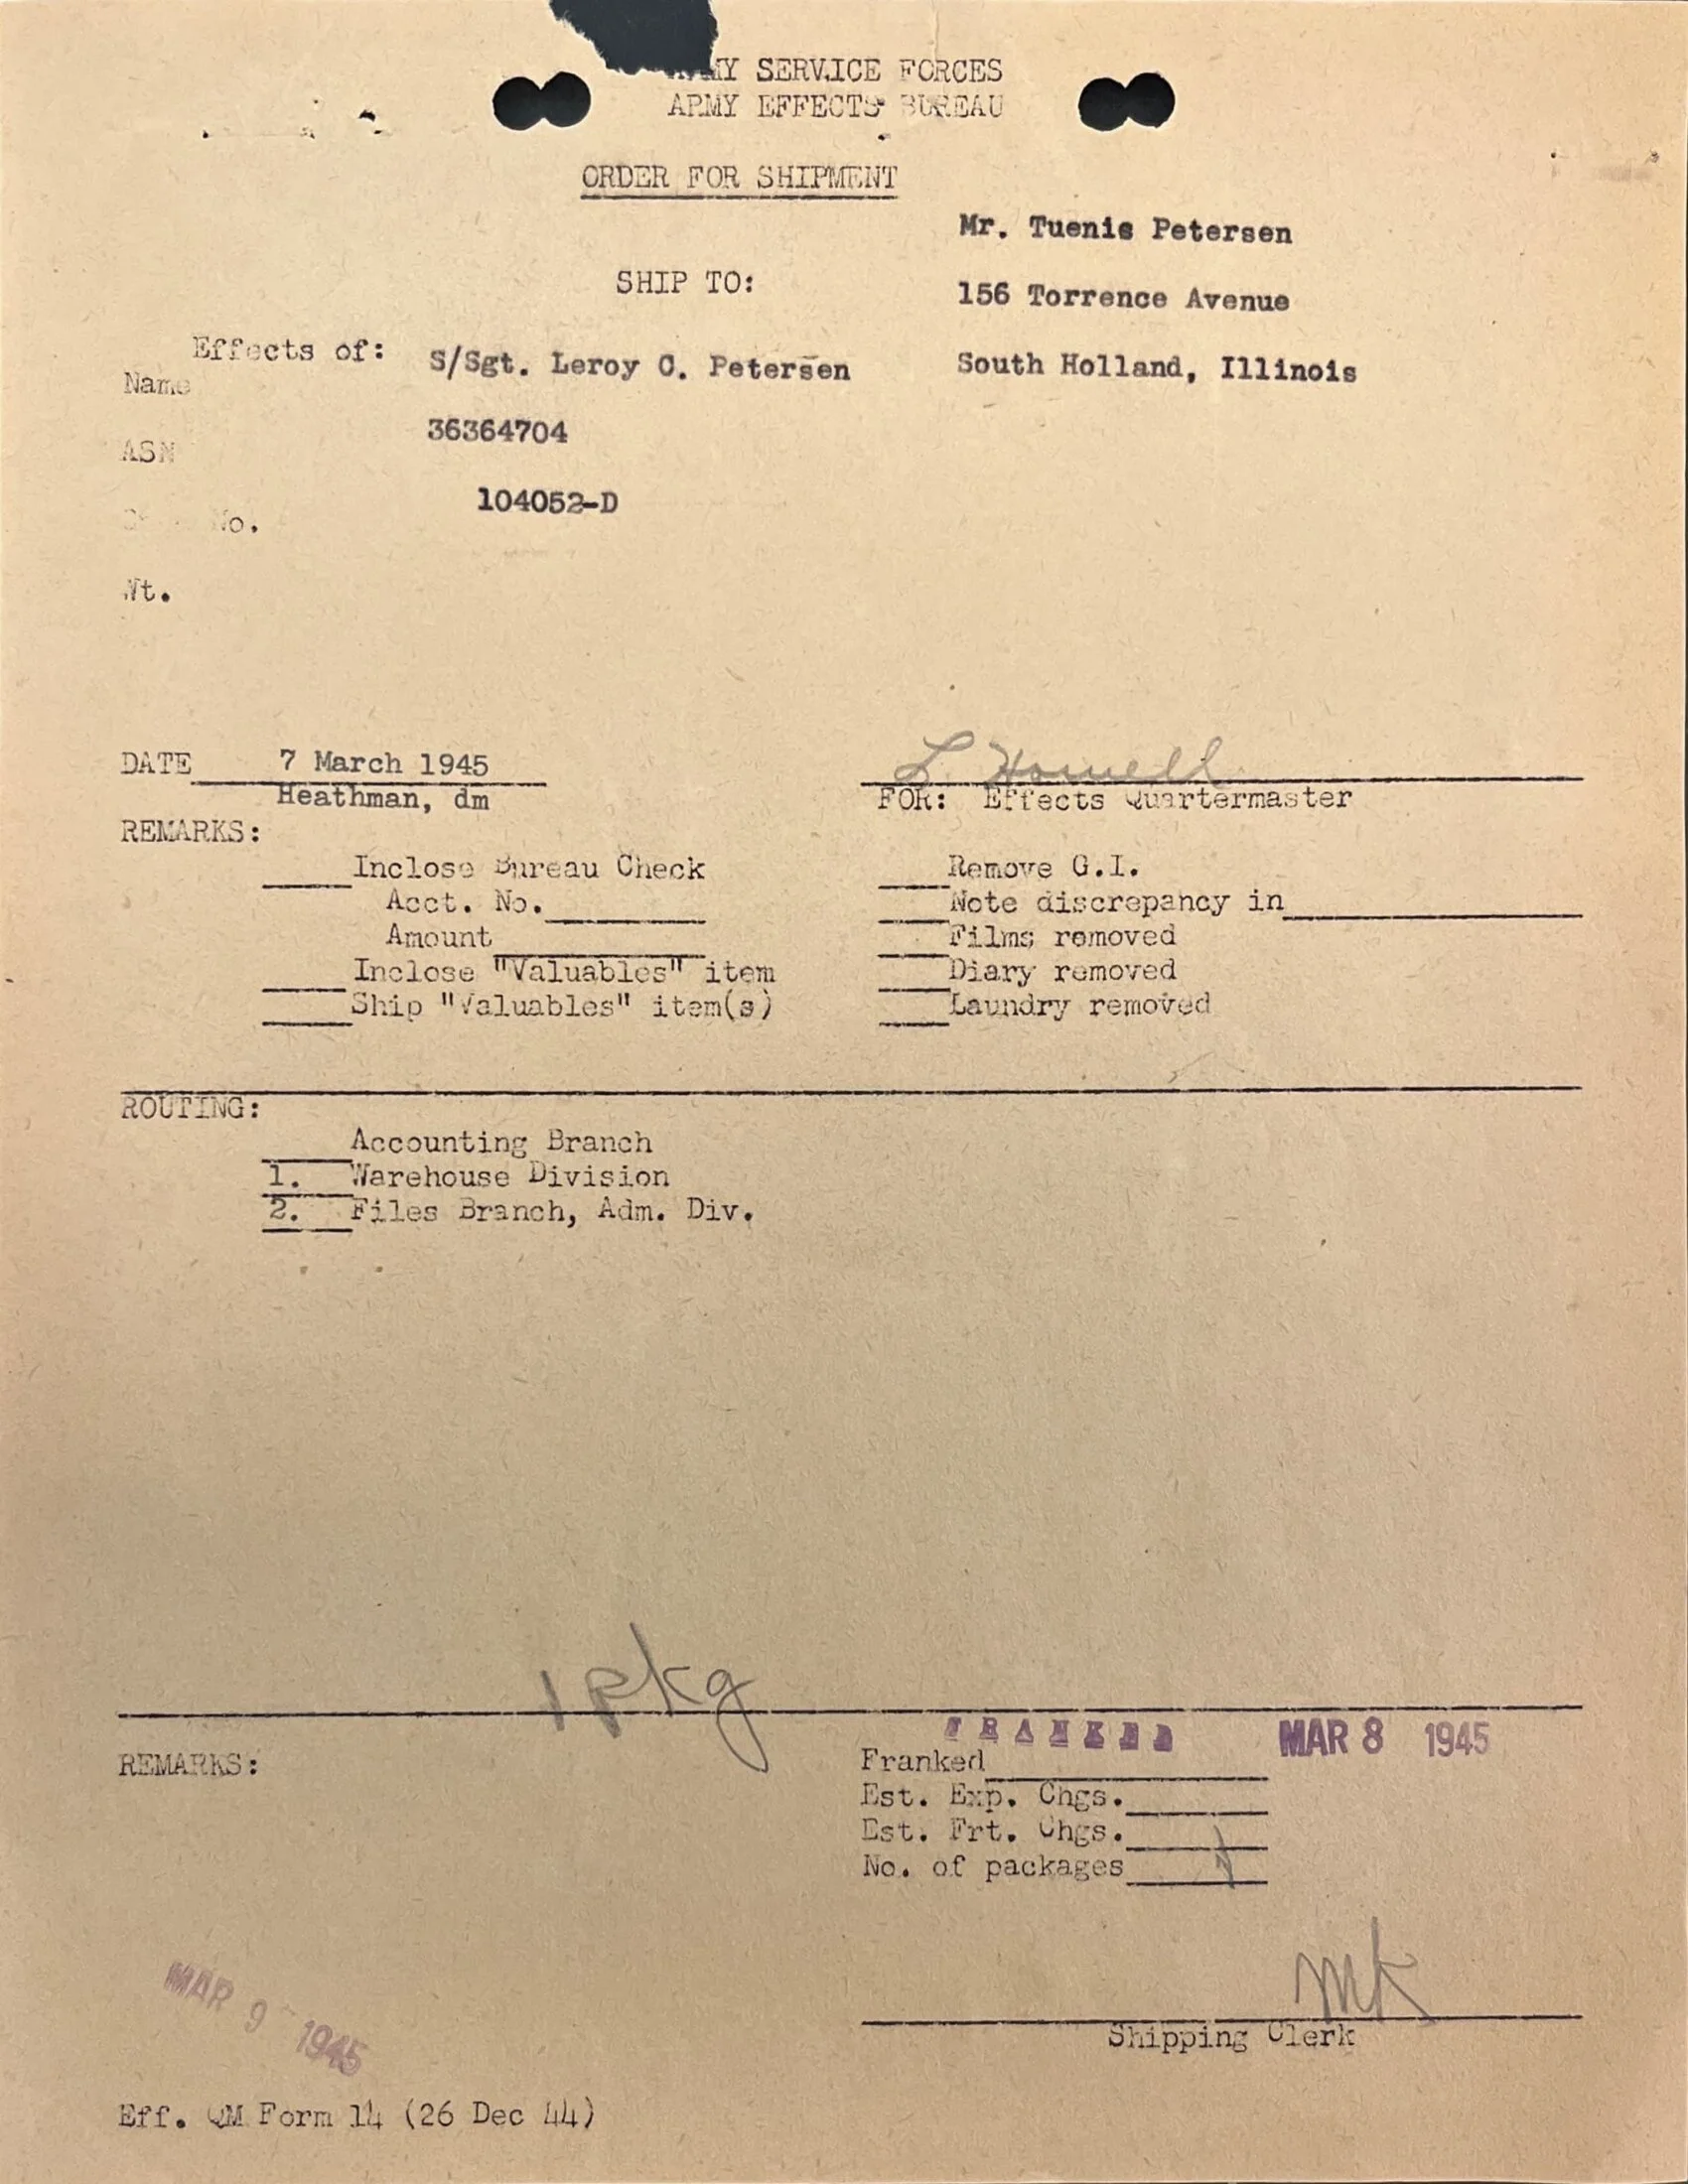 ARMY SERVICE FORCES
ARMY EFFECTS BUREAU
ORDER FOR SHIPMENT
Mr. Tuenis Petersen
SHIP TO:
156 Torrence Avenue
Effects of:
S/Sgt. Leroy C. Petersen
South Holland, Illinois
Name
36364704
ASN
104052-D
No.
Wt.
DATE 7 March 1945
L. Howell
Heathman, dm
FOR: Effects Quartermaster
REMARKS:
Inclose Bureau Check
Remove G.I.
Acct. No.
Note discrepancy in
Amount
Films removed
Inclose "Valuables" item
Diary removed
Ship "Valuables" item(s)
Laundry removed
ROUTING:
Accounting Branch
1. Warehouse Division
2. Files Branch, Adm. Div.
1 pkg
FRANKED MAR 8 1945
REMARKS:
Franked
Est. Exp. Chgs.
Est. Frt. Chgs.
No. of packages 1
MK
Shipping Clerk
MAR 9 1945
Eff. QM Form 14 (26 Dec 44)